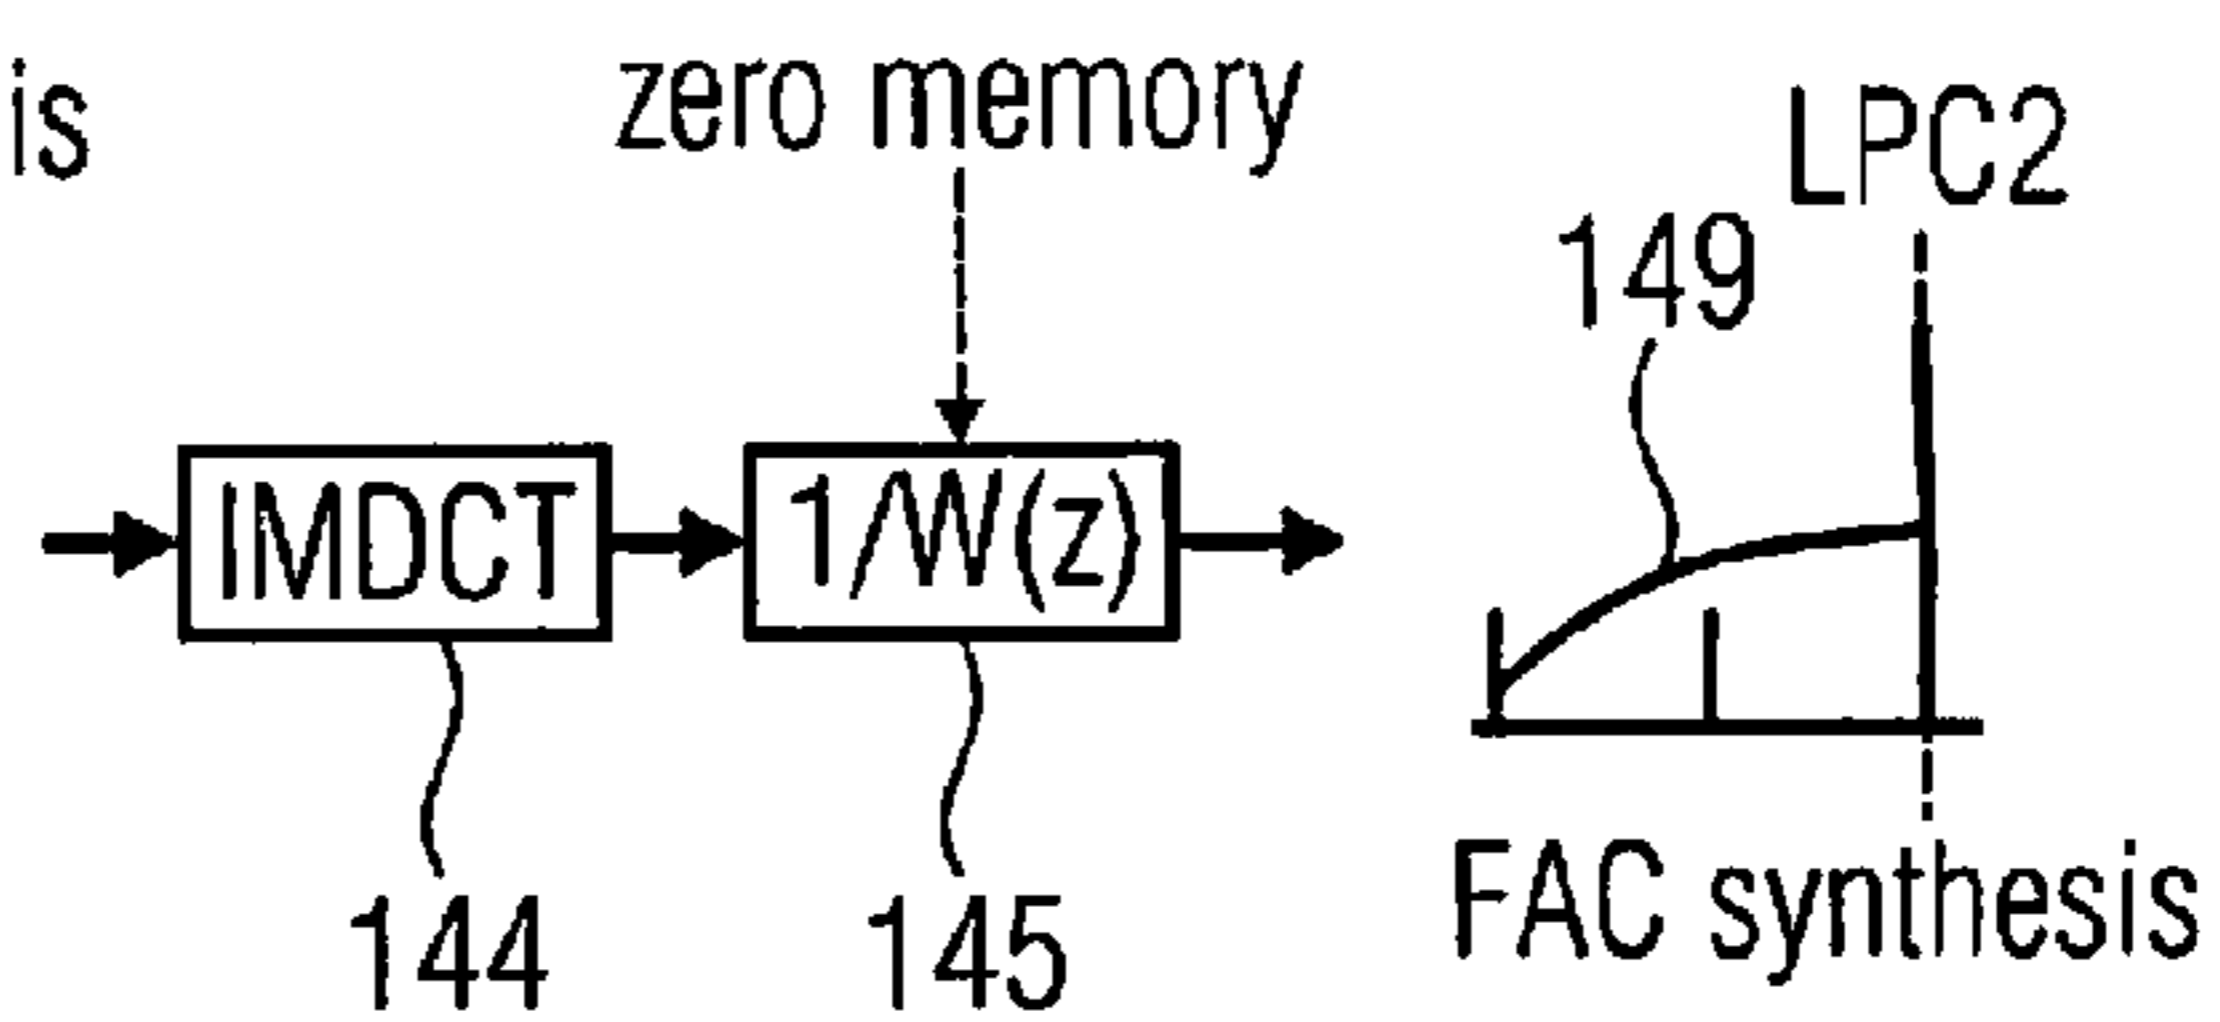 is
zero memory
LPC2
149
IMDCT
1/W(z)
144
145
FAC synthesis